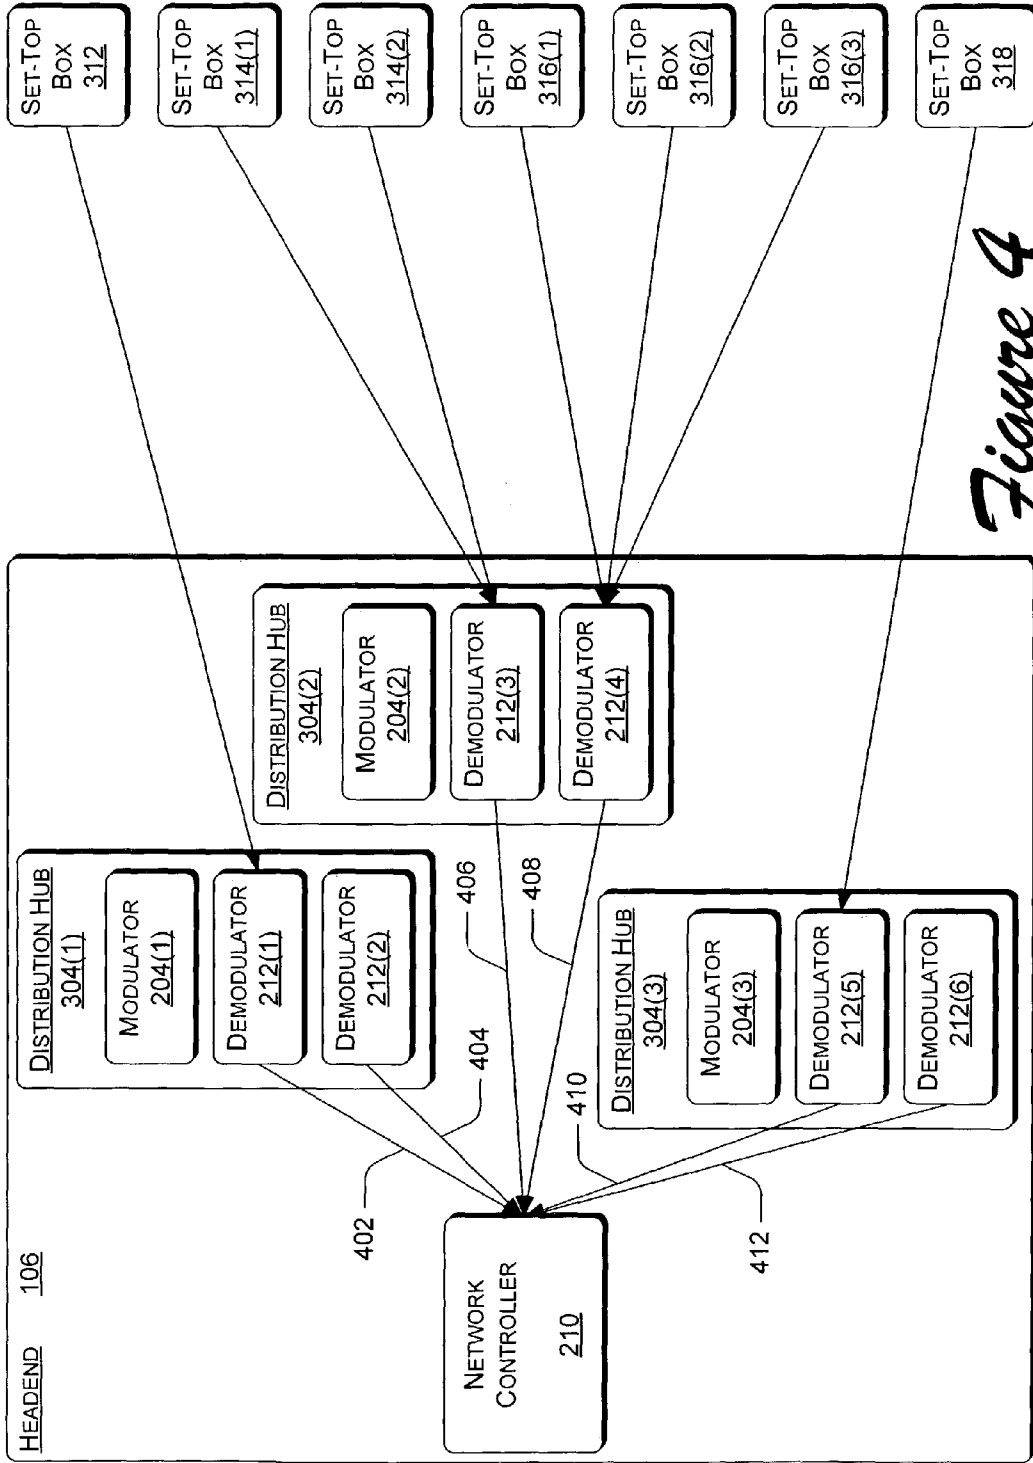 HEADEND 106
NETWORK
CONTROLLER
210
402
404
406
408
410
412
DISTRIBUTION HUB
304(1)
MODULATOR
204(1)
DEMODULATOR
212(1)
DEMODULATOR
212(2)
DISTRIBUTION HUB
304(2)
MODULATOR
204(2)
DEMODULATOR
212(3)
DEMODULATOR
212(4)
DISTRIBUTION HUB
304(3)
MODULATOR
204(3)
DEMODULATOR
212(5)
DEMODULATOR
212(6)
SET-TOP
BOX
312
SET-TOP
BOX
314(1)
SET-TOP
BOX
314(2)
SET-TOP
BOX
316(1)
SET-TOP
BOX
316(2)
SET-TOP
BOX
316(3)
SET-TOP
BOX
318
Figure 4